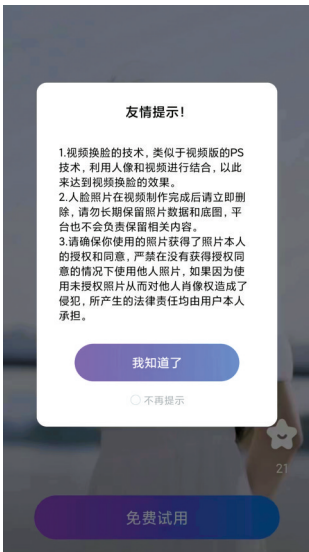 友情提示!
1.视频换脸的技术，类似于视频版的PS
技术，利用人像和视频进行结合，以此
来达到视频换脸的效果。
2.人脸照片在视频制作完成后请立即删
除，请勿长期保留照片数据和底图，平
台也不会负责保留相关内容。
3.请确保你使用的照片获得了照片本人
的授权和同意，严禁在没有获得授权同
意的情况下使用他人照片，如果因为使
用未授权照片从而对他人肖像权造成了
侵犯，所产生的法律责任均由用户本人
承担。
我知道了
不再提示
21
免费试用